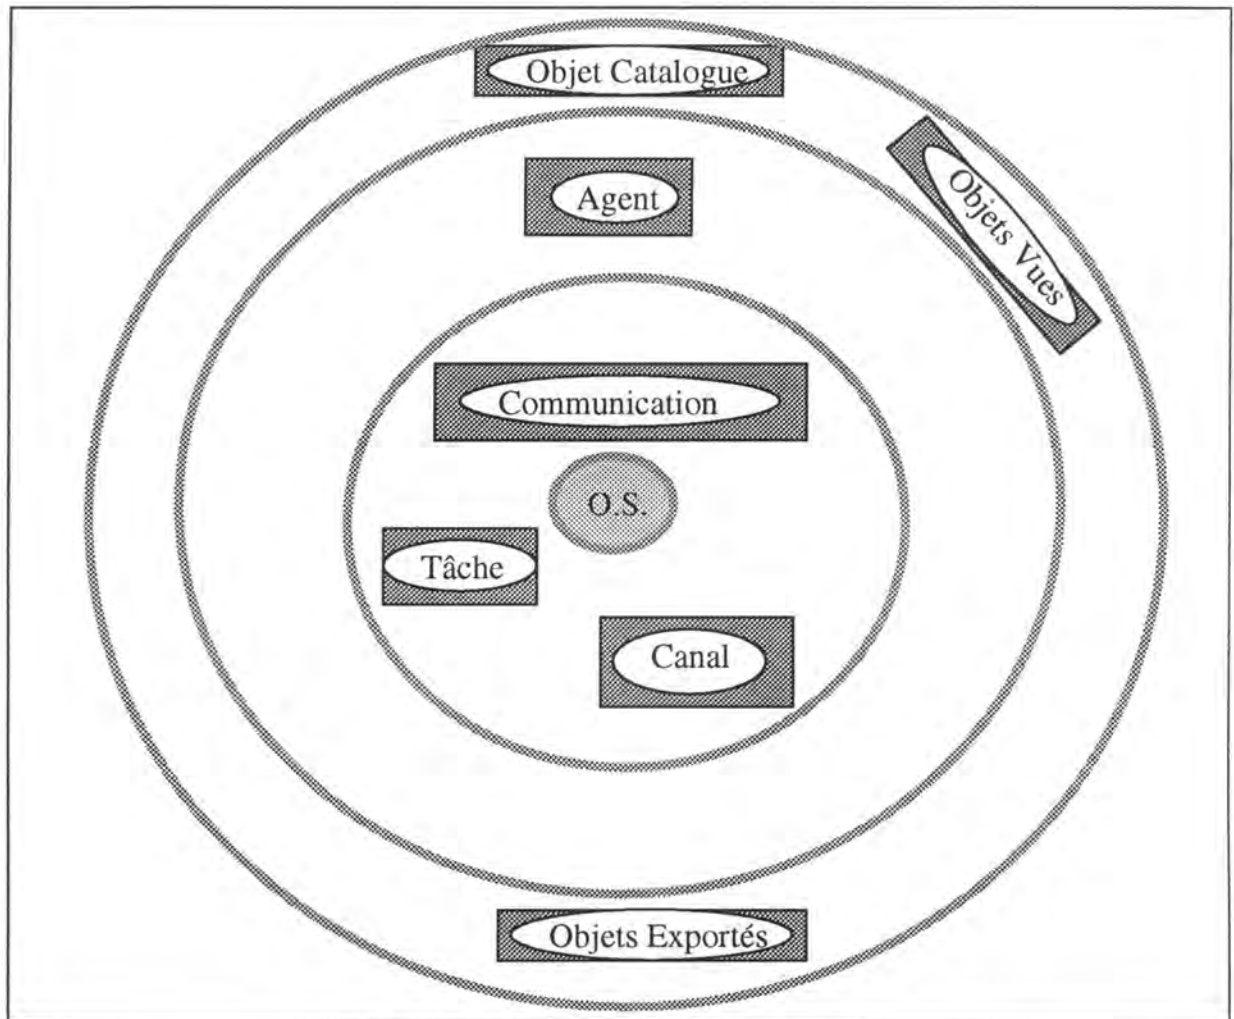 Objet Catalogue
Agent
Objets Vues
Communication
O.S.
Tâche
Canal
Objets Exportés